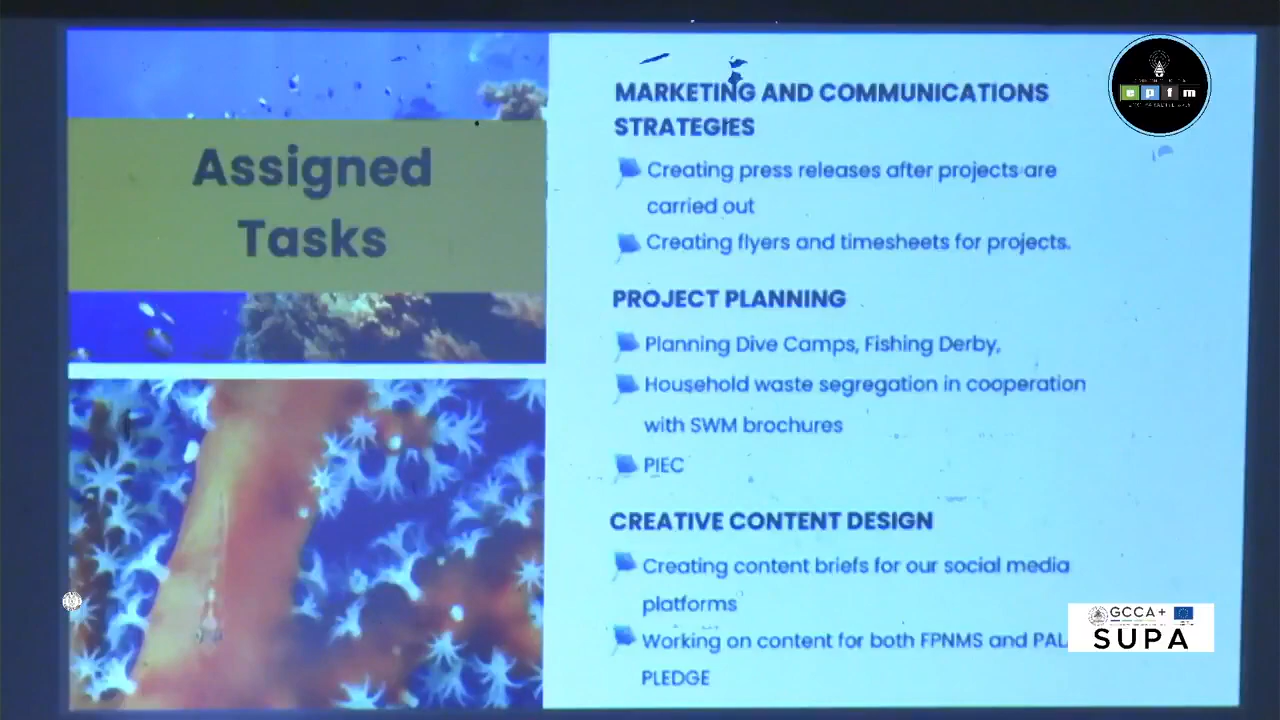 Assigned
Tasks
MARKETING AND COMMUNICATIONS
STRATEGIES
Creating press releases after projects are
carried out
Creating flyers and timesheets for projects.
PROJECT PLANNING
Planning Dive Camps, Fishing Derby,
Household waste segregation in cooperation
with SWM brochures
PIEC
CREATIVE CONTENT DESIGN
Creating content briefs for our social media
platforms
Working on content for both FPNMS and PAL
PLEDGE
epfm
GCCA+
SUPA